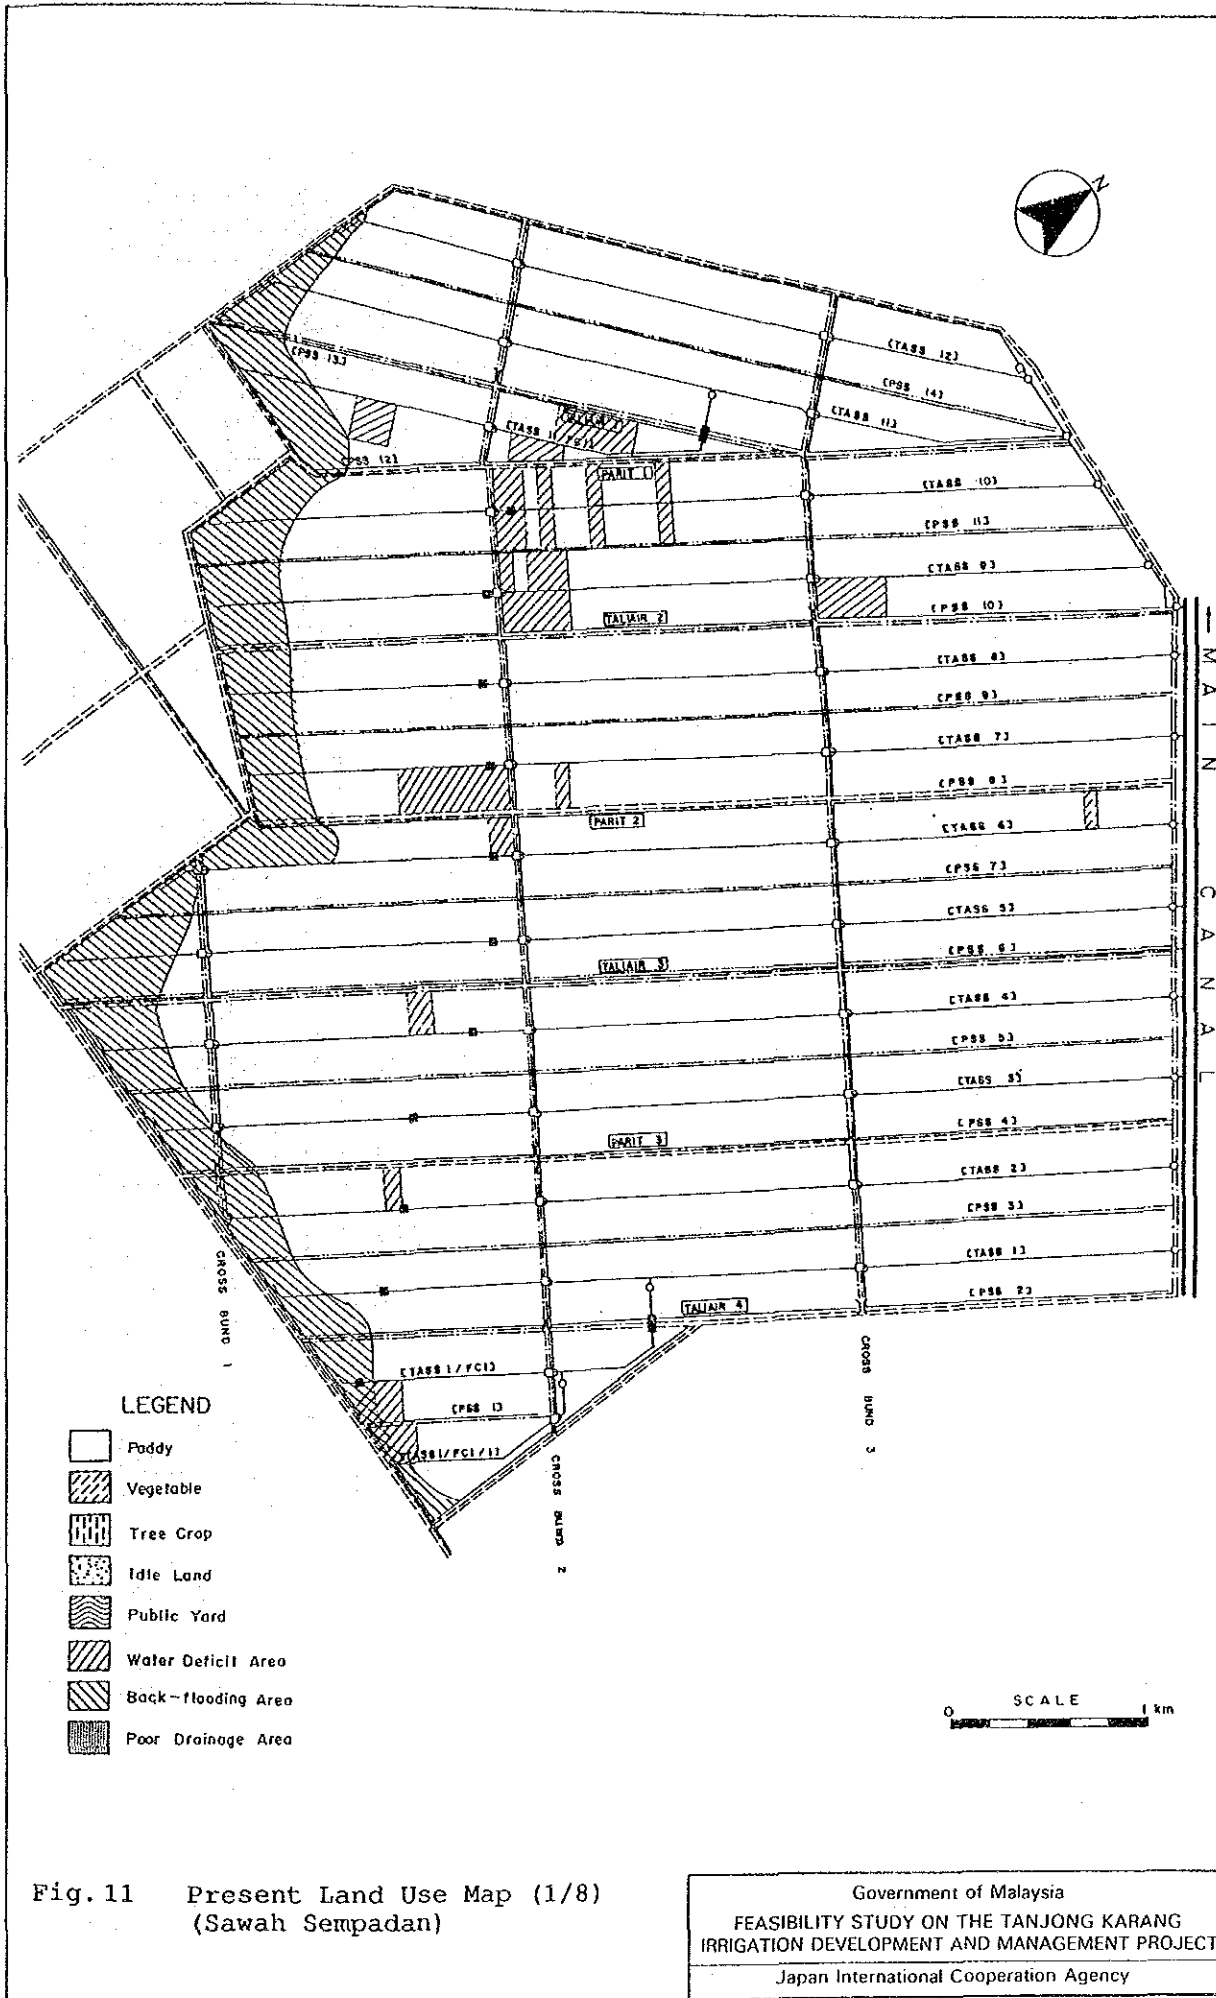 N
[TASS 12]
[PSS 13]
[PSS 14]
[TASS 11]
[PSS 12]
PARIT 1
[TASS 10]
[PSS 11]
[TASS 9]
[PSS 10]
TALIAIR 2
MAIN CANAL
[TASS 8]
[PSS 9]
[TASS 7]
[PSS 8]
PARIT 2
[TASS 6]
[PSS 7]
[TASS 5]
[PSS 6]
TALIAIR 3
[TASS 4]
[PSS 5]
[TASS 3]
[PSS 4]
PARIT 3
[TASS 2]
[PSS 3]
[TASS 1]
[PSS 2]
TALIAIR 4
CROSS BUND 1
[TASS 1/FC1]
[PSS 1]
TASS 1/FC1/1]
CROSS BUND 2
CROSS BUND 3
LEGEND
Paddy
Vegetable
Tree Crop
Idle Land
Public Yard
Water Deficit Area
Back-flooding Area
Poor Drainage Area
SCALE
0 1 km
Fig. 11 Present Land Use Map (1/8)
(Sawah Sempadan)
Government of Malaysia
FEASIBILITY STUDY ON THE TANJONG KARANG
IRRIGATION DEVELOPMENT AND MANAGEMENT PROJECT
Japan International Cooperation Agency